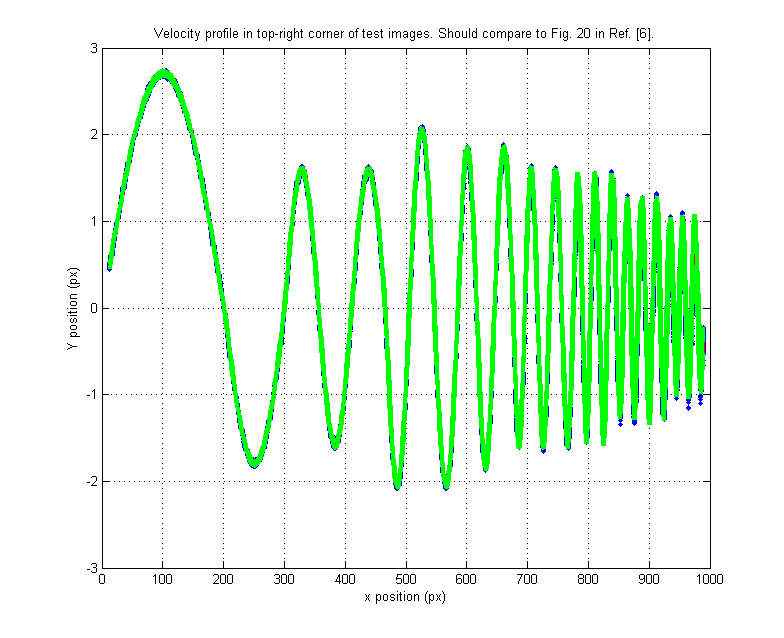 Velocity profile in top-right corner of test images. Should compare to Fig. 20 in Ref. [6].
3
2
1
0
-1
-2
-3
Y position (px)
0 100 200 300 400 500 600 700 800 900 1000
x position (px)